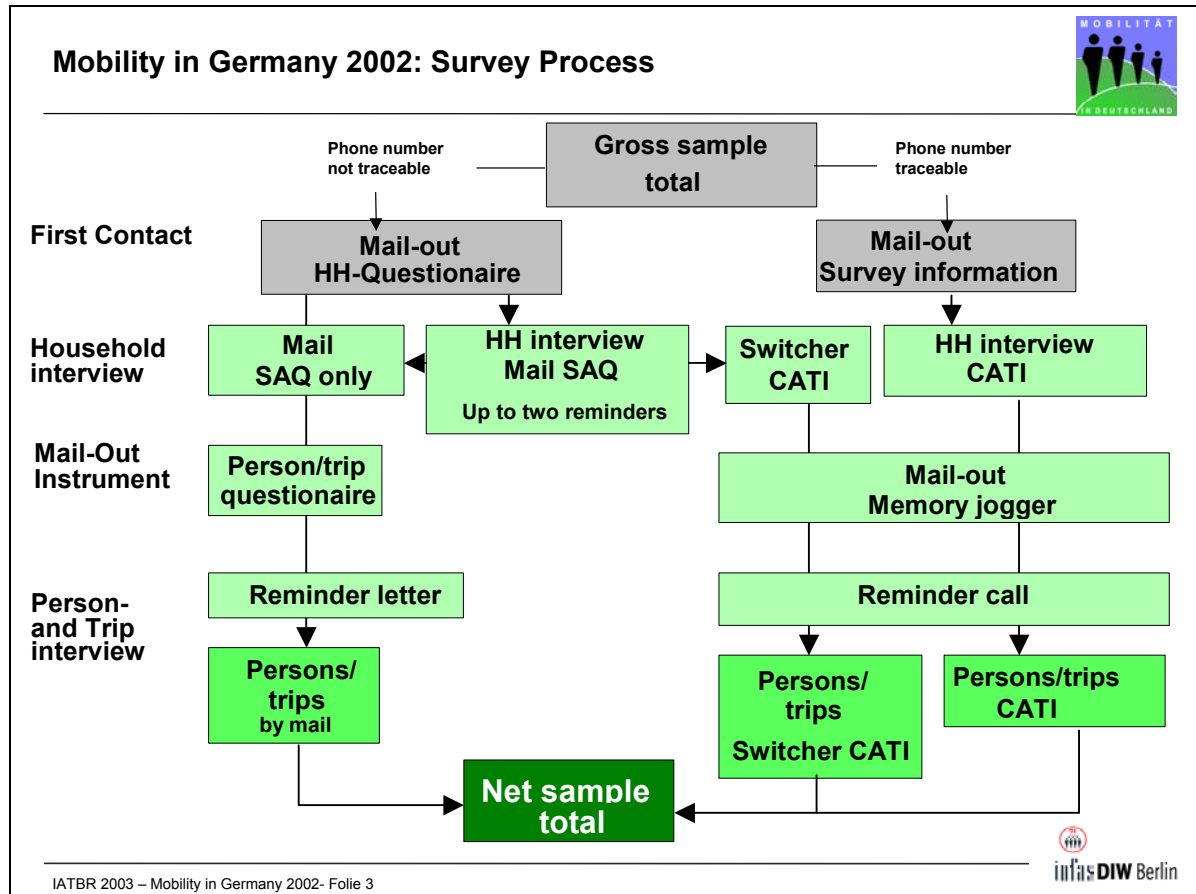 Mobility in Germany 2002: Survey Process
MOBILITÄT
IN DEUTSCHLAND
Phone number
not traceable
Gross sample
total
Phone number
traceable
First Contact
Mail-out
HH-Questionaire
Mail-out
Survey information
Household
interview
Mail
SAQ only
HH interview
Mail SAQ
Up to two reminders
Switcher
CATI
HH interview
CATI
Mail-Out
Instrument
Person/trip
questionaire
Mail-out
Memory jogger
Person-
and Trip
interview
Reminder letter
Reminder call
Persons/
trips
by mail
Persons/
trips
Switcher CATI
Persons/trips
CATI
Net sample
total
infas DIW Berlin
IATBR 2003 – Mobility in Germany 2002- Folie 3